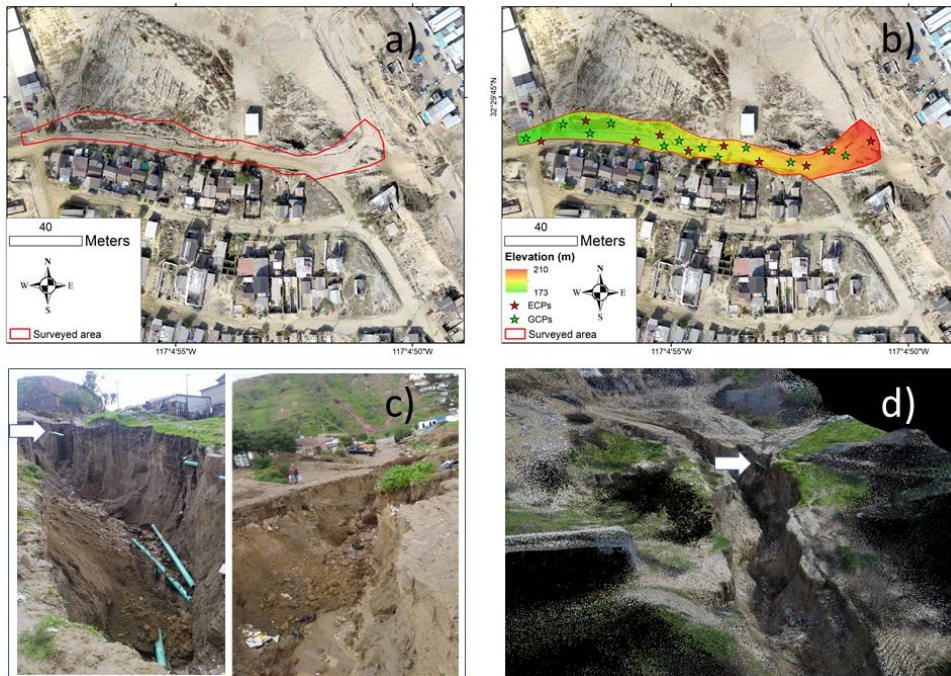 a)
40
Meters
N
W E
S
Surveyed area
117°4'55"W
117°4'50"W
b)
32°29'45"N
40
Meters
Elevation (m)
210
173
ECPs
GCPs
Surveyed area
N
W E
S
117°4'55"W
117°4'50"W
c)
d)